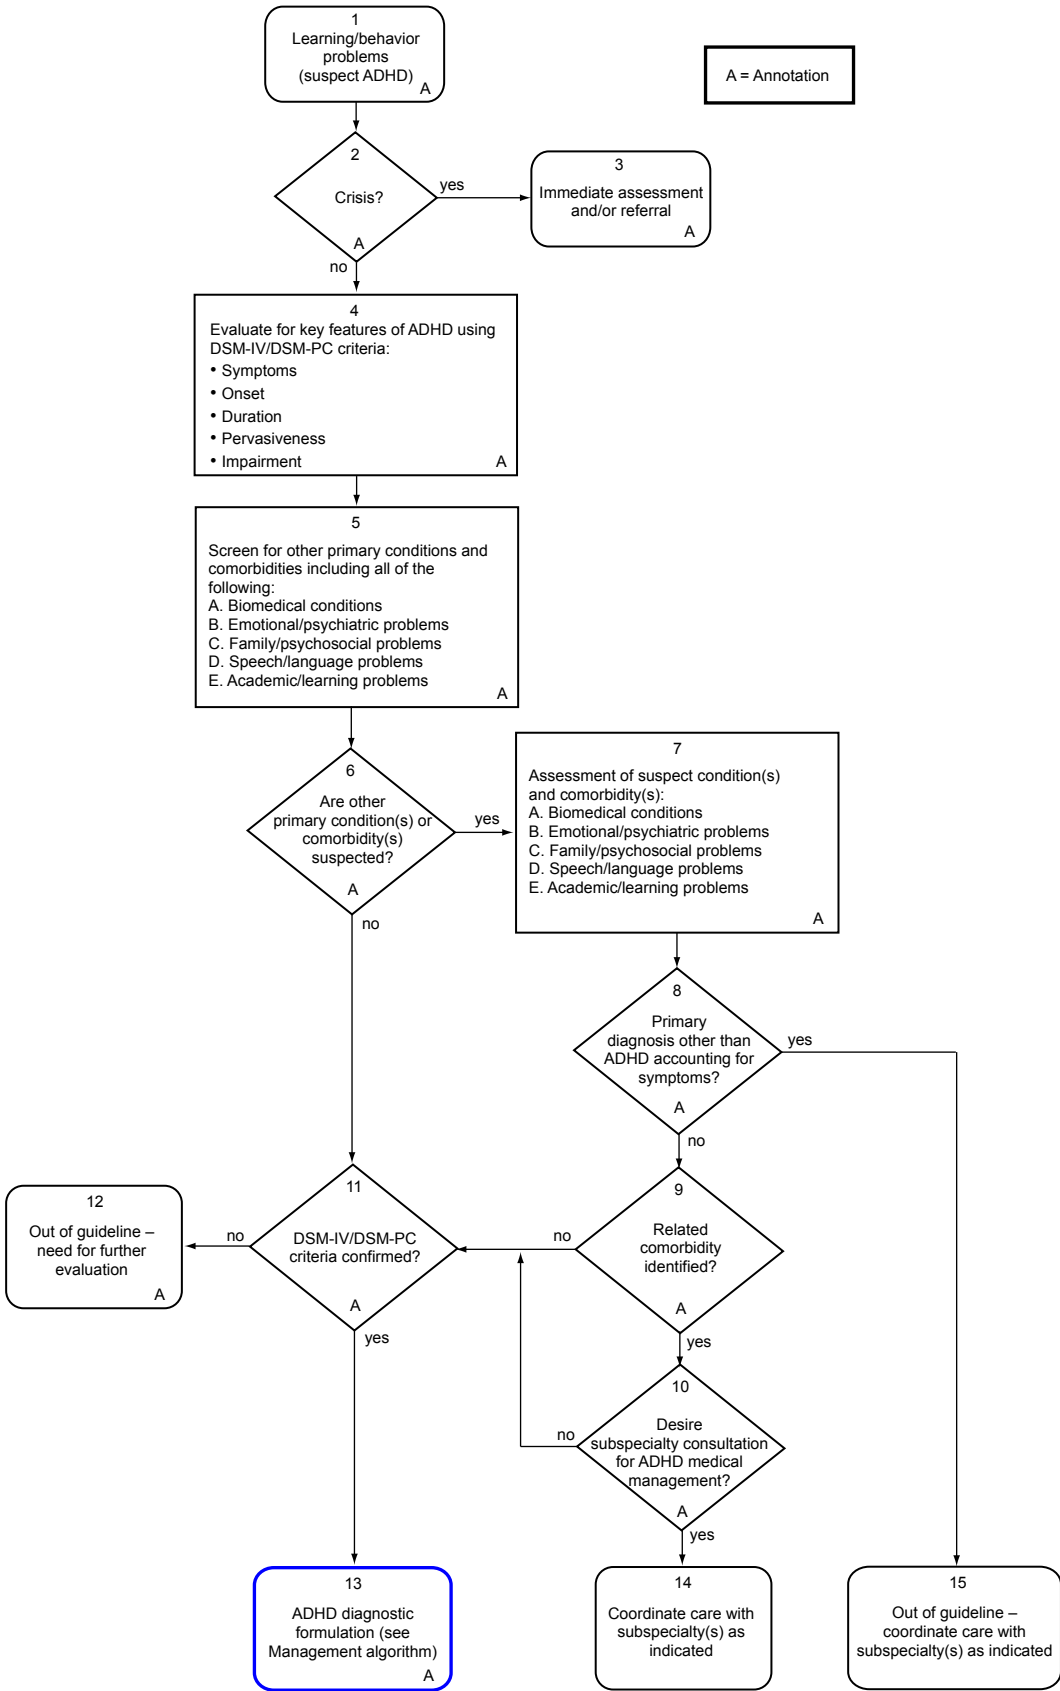 1
Learning/behavior
problems
(suspect ADHD)
A
A = Annotation
2
Crisis?
A
yes
no
3
Immediate assessment
and/or referral
A
4
Evaluate for key features of ADHD using
DSM-IV/DSM-PC criteria:
• Symptoms
• Onset
• Duration
• Pervasiveness
• Impairment
A
5
Screen for other primary conditions and
comorbidities including all of the
following:
A. Biomedical conditions
B. Emotional/psychiatric problems
C. Family/psychosocial problems
D. Speech/language problems
E. Academic/learning problems
A
6
Are other
primary condition(s) or
comorbidity(s)
suspected?
A
yes
no
7
Assessment of suspect condition(s)
and comorbidity(s):
A. Biomedical conditions
B. Emotional/psychiatric problems
C. Family/psychosocial problems
D. Speech/language problems
E. Academic/learning problems
A
8
Primary
diagnosis other than
ADHD accounting for
symptoms?
A
yes
no
9
Related
comorbidity
identified?
A
no
yes
11
DSM-IV/DSM-PC
criteria confirmed?
A
no
yes
12
Out of guideline –
need for further
evaluation
A
10
Desire
subspecialty consultation
for ADHD medical
management?
A
no
yes
13
ADHD diagnostic
formulation (see
Management algorithm)
A
14
Coordinate care with
subspecialty(s) as
indicated
15
Out of guideline –
coordinate care with
subspecialty(s) as indicated